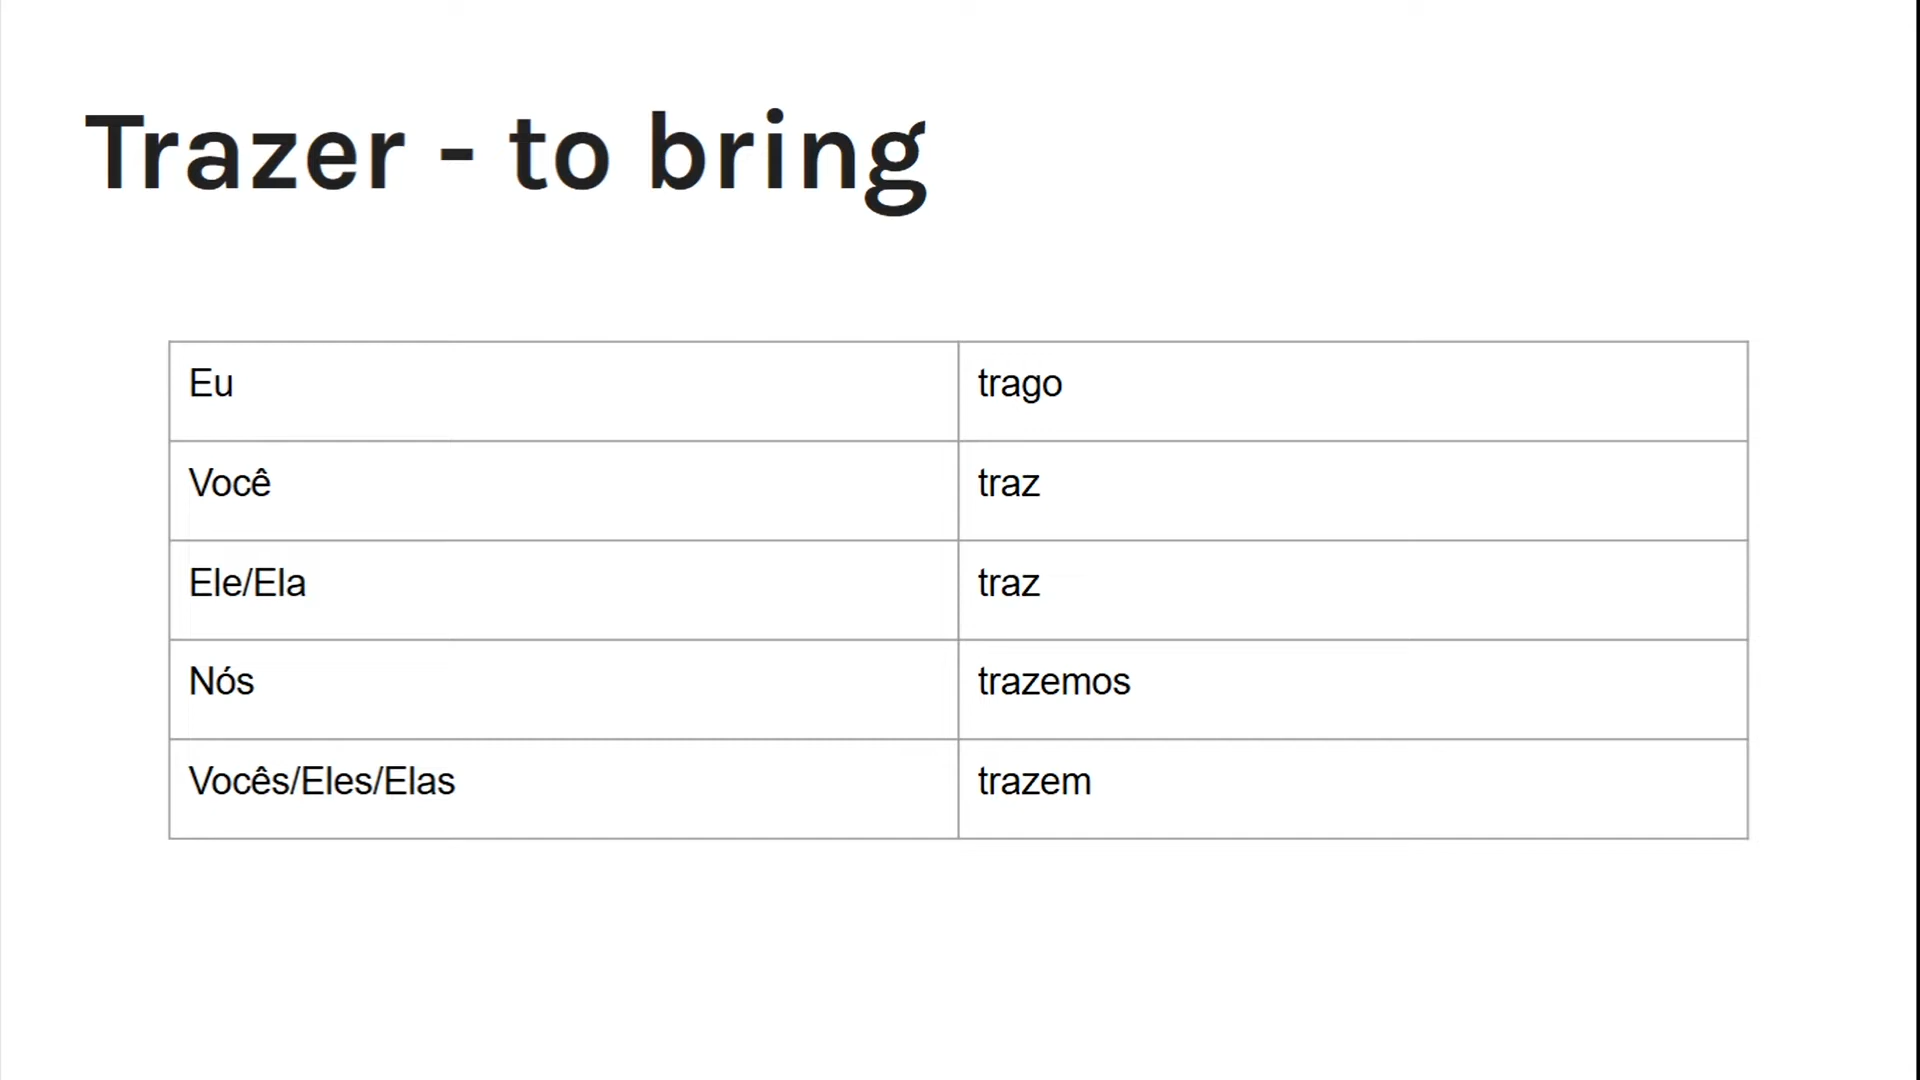 Trazer - to bring
Eu trago
Você traz
Ele/Ela traz
Nós trazemos
Vocês/Eles/Elas trazem